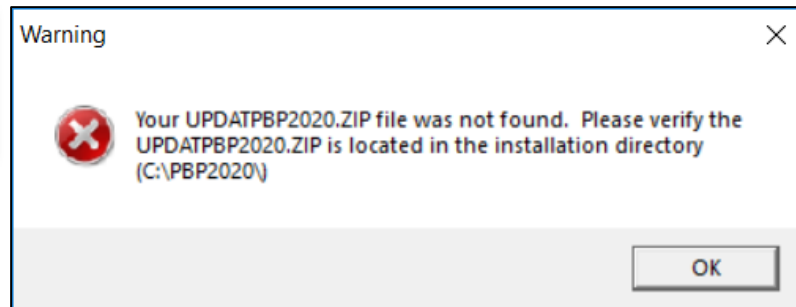 Warning
Your UPDATPBP2020.ZIP file was not found.  Please verify the
UPDATPBP2020.ZIP is located in the installation directory
(C:\PBP2020\)
OK